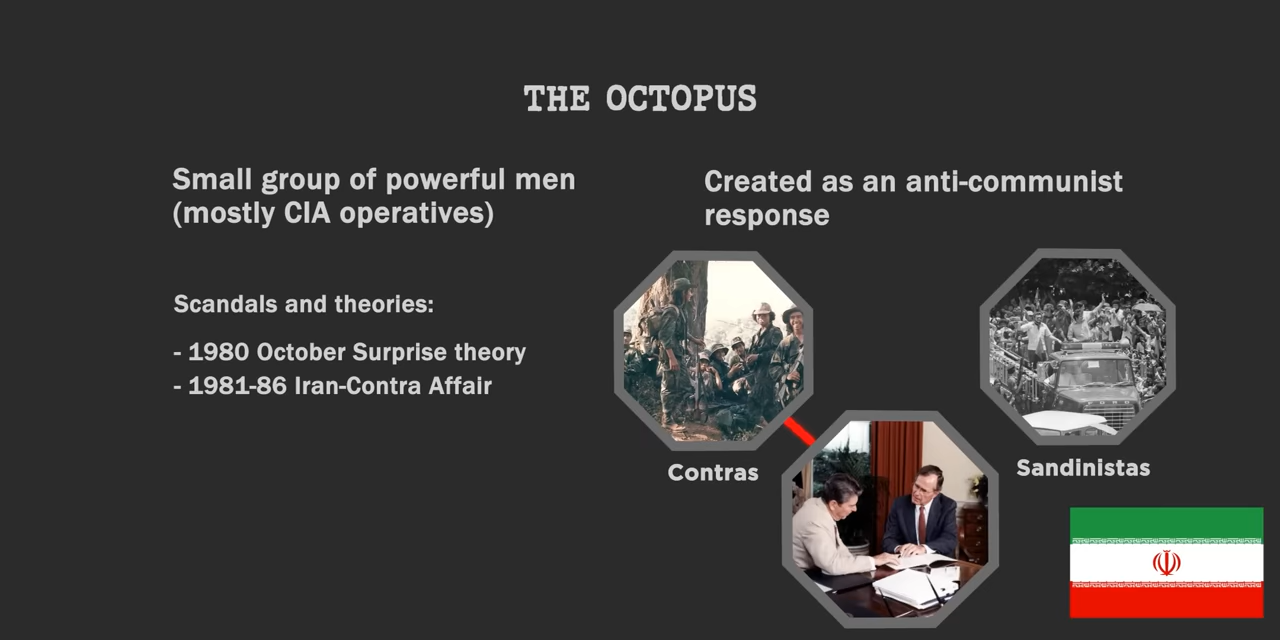 THE OCTOPUS
Small group of powerful men
(mostly CIA operatives)
Scandals and theories:
- 1980 October Surprise theory
- 1981-86 Iran-Contra Affair
Created as an anti-communist
response
Contras
Sandinistas